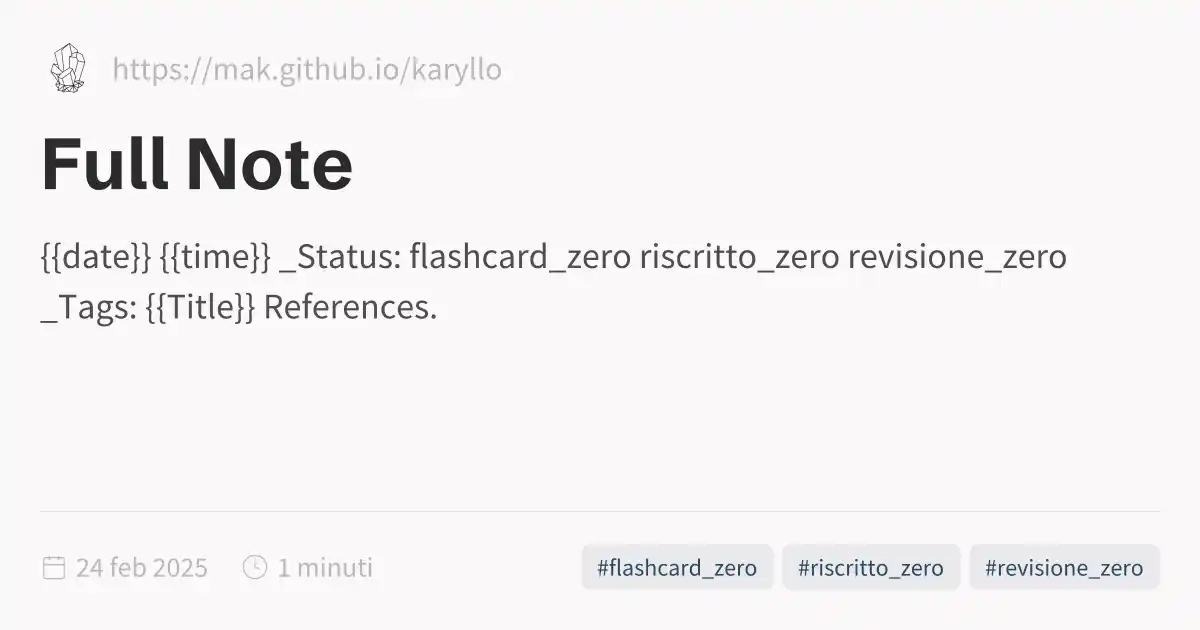 https://mak.github.io/karyllo
Full Note
{{date}} {{time}} _Status: flashcard_zero riscritto_zero revisione_zero
_Tags: {{Title}} References.
24 feb 2025 1 minuti #flashcard_zero #riscritto_zero #revisione_zero